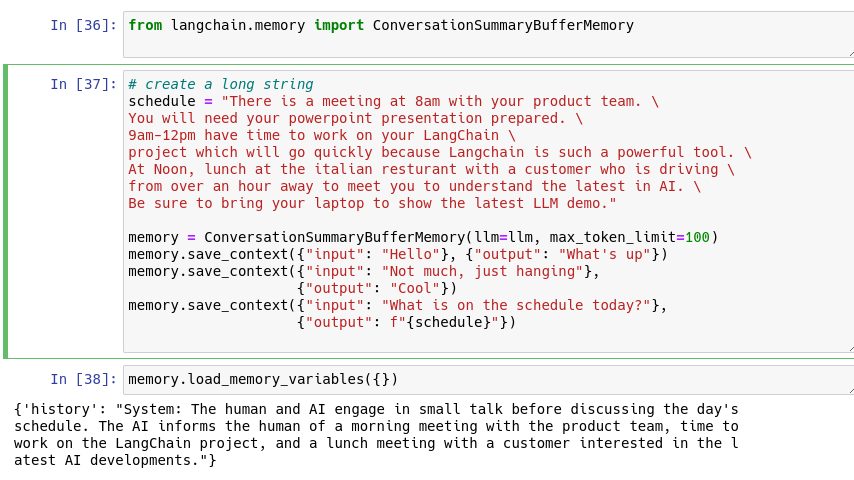 In [36]: from langchain.memory import ConversationSummaryBufferMemory
In [37]: # create a long string
schedule = "There is a meeting at 8am with your product team. \
You will need your powerpoint presentation prepared. \
9am-12pm have time to work on your LangChain \
project which will go quickly because Langchain is such a powerful tool. \
At Noon, lunch at the italian resturant with a customer who is driving \
from over an hour away to meet you to understand the latest in AI. \
Be sure to bring your laptop to show the latest LLM demo."

memory = ConversationSummaryBufferMemory(llm=llm, max_token_limit=100)
memory.save_context({"input": "Hello"}, {"output": "What's up"})
memory.save_context({"input": "Not much, just hanging"},
                    {"output": "Cool"})
memory.save_context({"input": "What is on the schedule today?"},
                    {"output": f"{schedule}"})
In [38]: memory.load_memory_variables({})
{'history': "System: The human and AI engage in small talk before discussing the day's
schedule. The AI informs the human of a morning meeting with the product team, time to
work on the LangChain project, and a lunch meeting with a customer interested in the l
atest AI developments."}